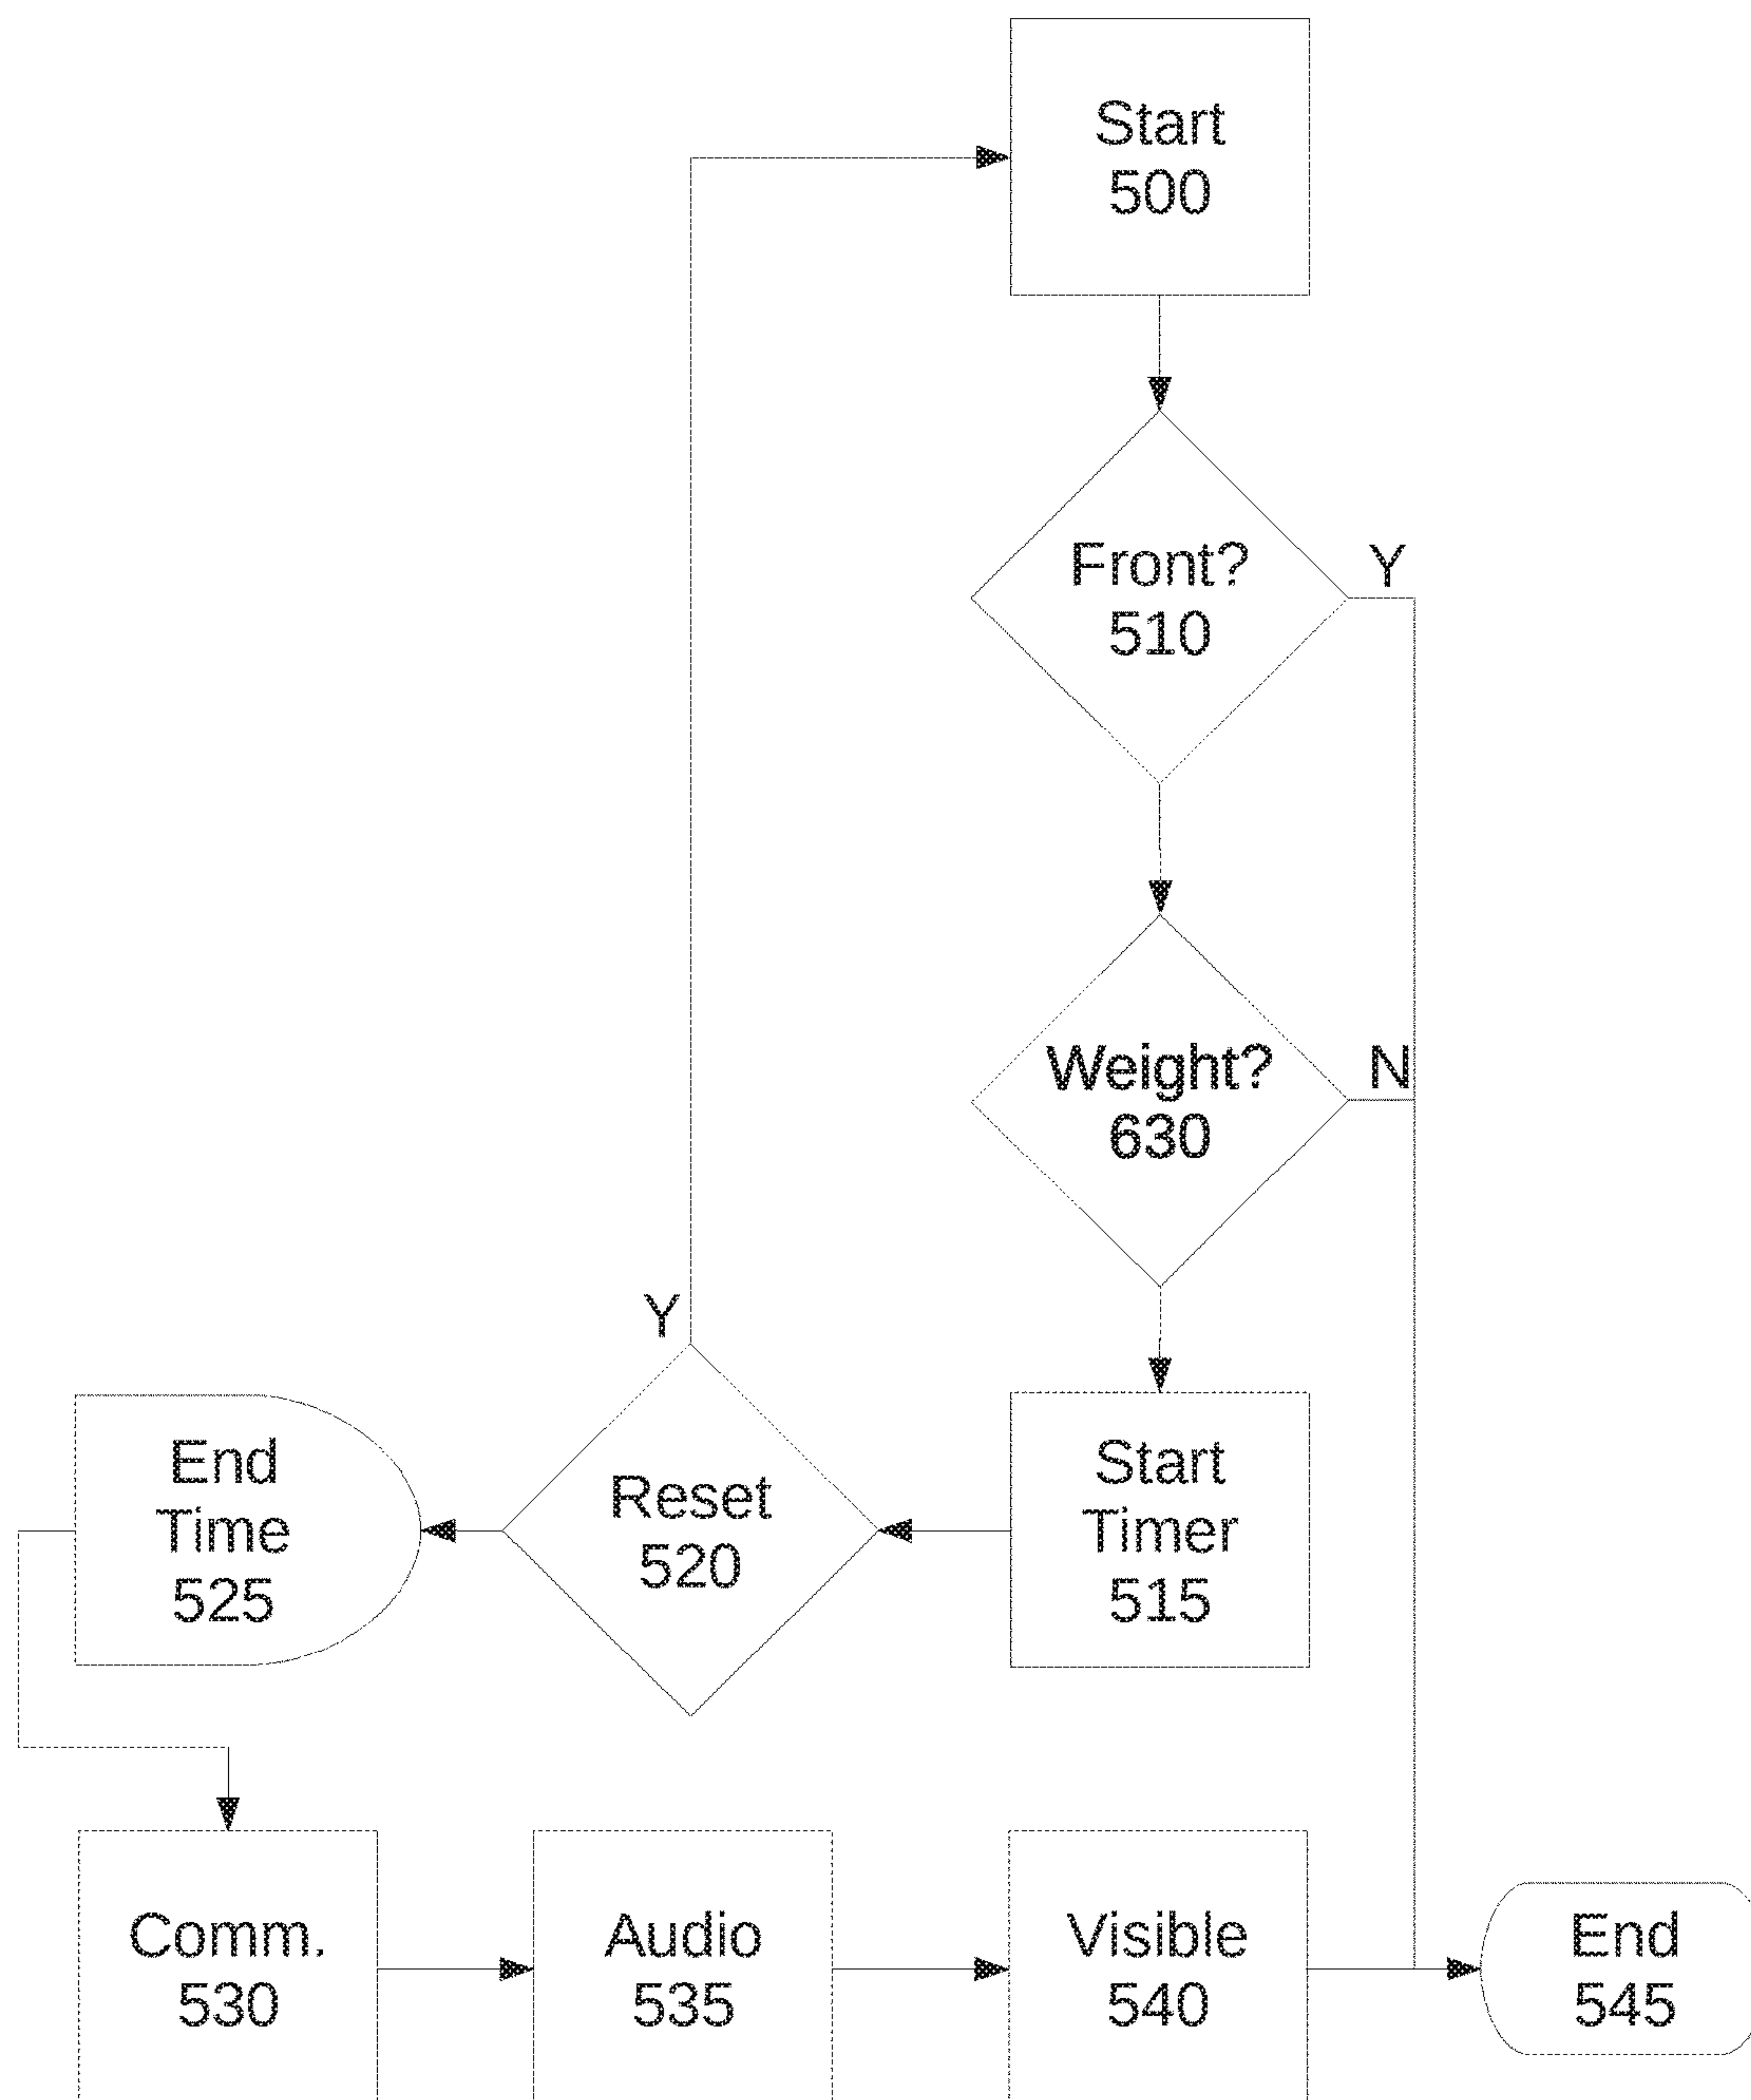 Start
500
Front?
510
Y
Weight?
630
N
Y
End
Time
525
Reset
520
Start
Timer
515
Comm.
530
Audio
535
Visible
540
End
545